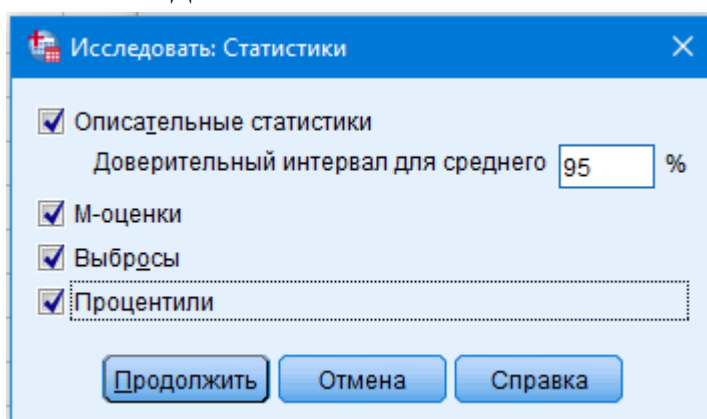 Исследовать: Статистики
Описательные статистики
Доверительный интервал для среднего 95 %
М-оценки
Выбросы
Процентили
Продолжить Отмена Справка